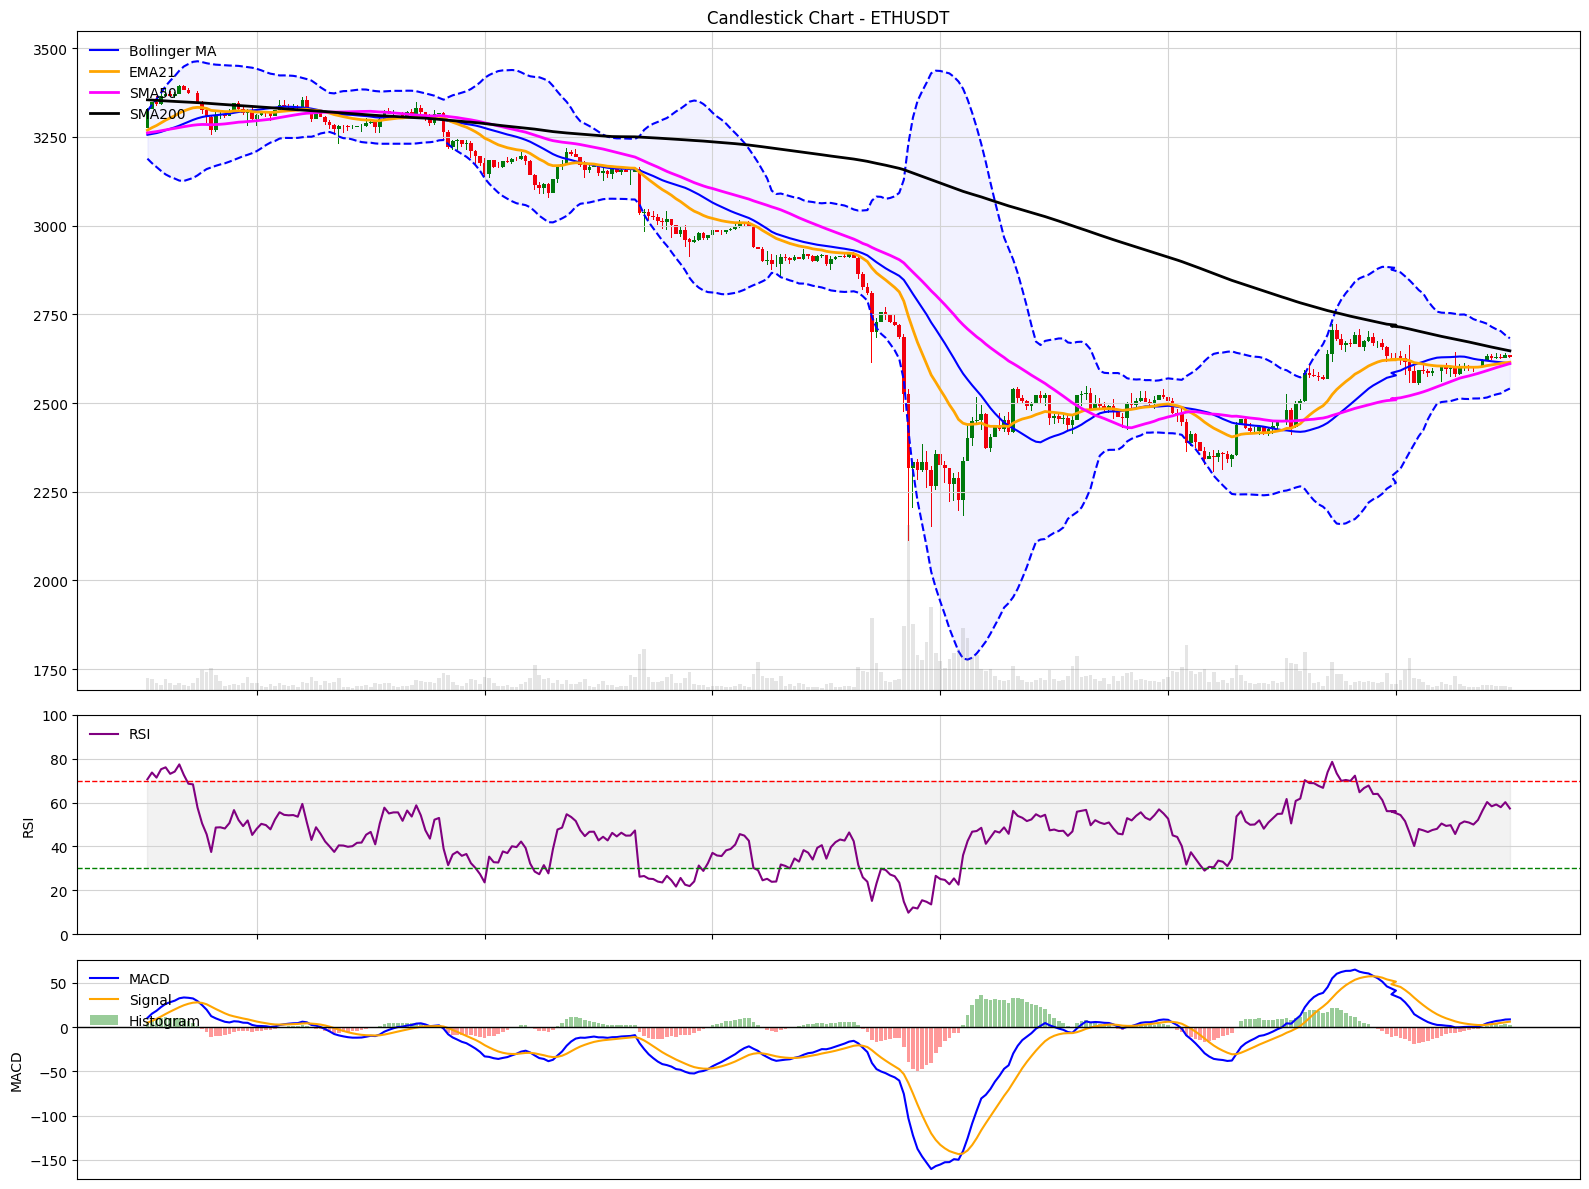 Candlestick Chart - ETHUSDT
Bollinger MA
EMA21
SMA50
SMA200
3500
3250
3000
2750
2500
2250
2000
1750
RSI
RSI
100
80
60
40
20
0
MACD
Signal
Histogram
MACD
50
0
−50
−100
−150